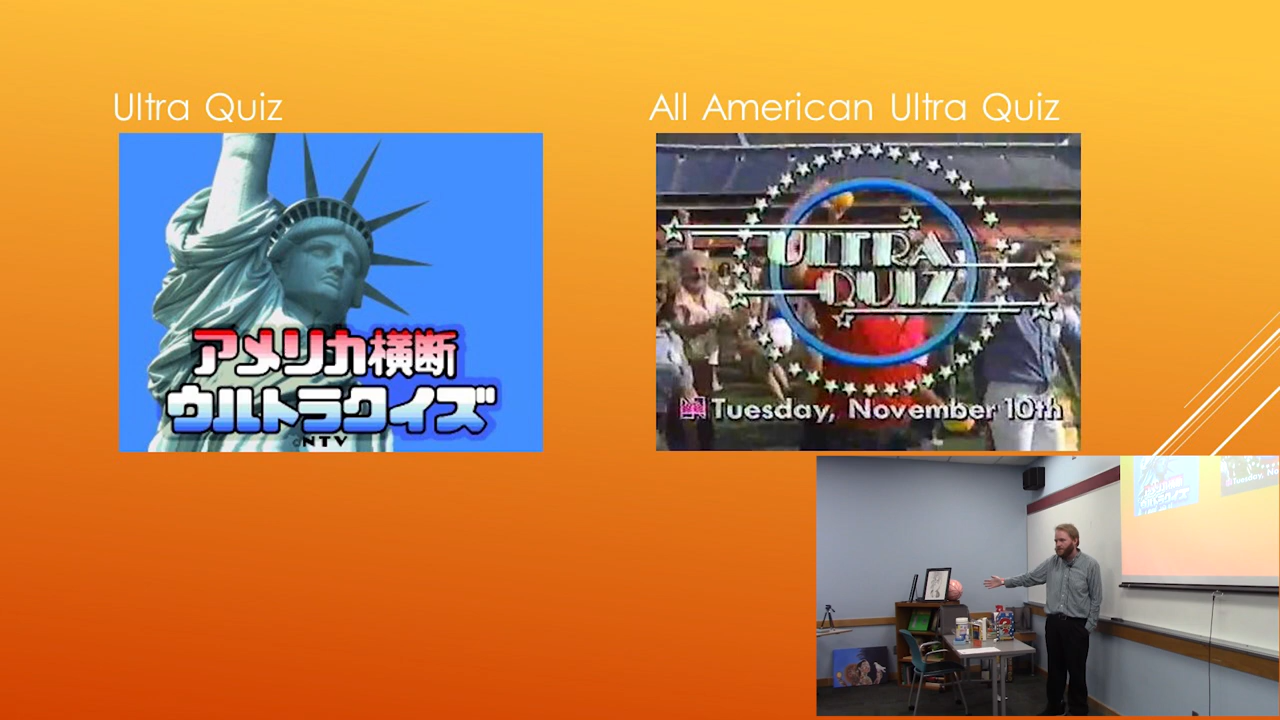 Ultra Quiz
アメリカ横断
ウルトラクイズ
©NTV
All American Ultra Quiz
ULTRA
QUIZ
Tuesday, November 10th